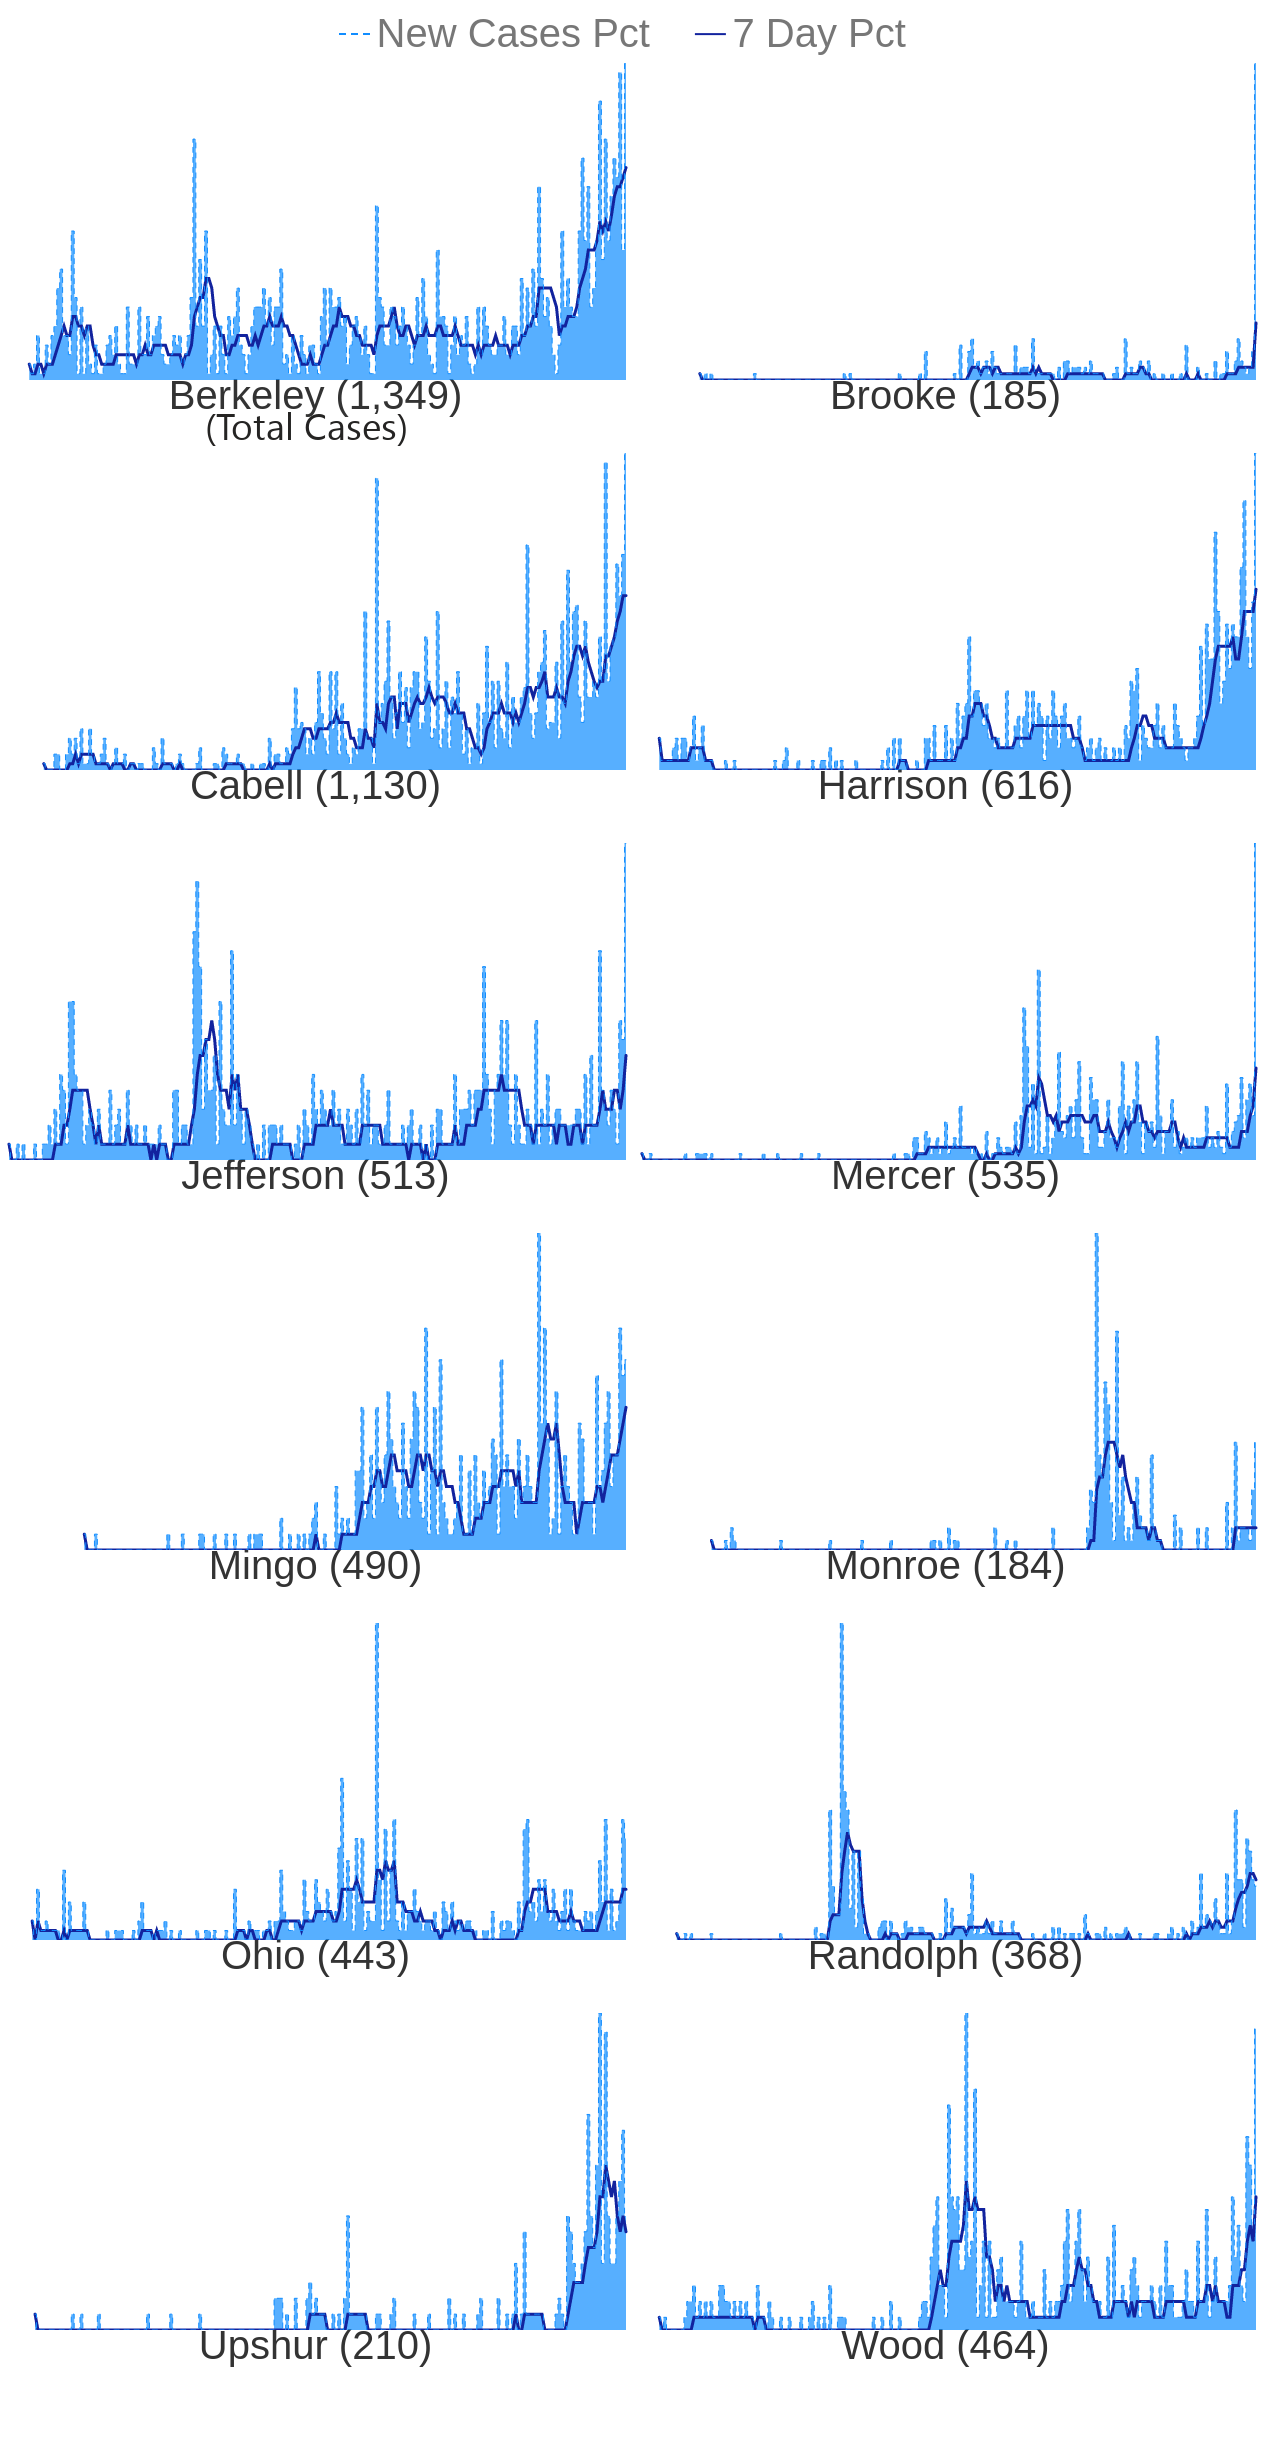 New Cases Pct 7 Day Pct
Berkeley (1,349) Brooke (185)
(Total Cases)
Cabell (1,130) Harrison (616)
Jefferson (513) Mercer (535)
Mingo (490) Monroe (184)
Ohio (443) Randolph (368)
Upshur (210) Wood (464)